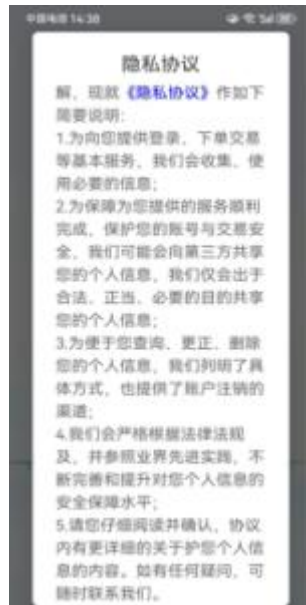 中国电信 14:38
隐私协议
解，现就《隐私协议》作如下
简要说明：
1.为向您提供登录、下单交易
等基本服务，我们会收集、使
用必要的信息；
2.为保障为您提供的服务顺利
完成，保护您的账号与交易安
全，我们可能会向第三方共享
您的个人信息，我们仅会出于
合法、正当、必要的目的共享
您的个人信息；
3.为便于您查询、更正、删除
您的个人信息，我们列明了具
体方式，也提供了账户注销的
渠道；
4.我们会严格根据法律法规
及，并参照业界先进实践，不
断完善和提升对您个人信息的
安全保障水平；
5.请您仔细阅读并确认，协议
内有更详细的关于护您个人信
息的内容。如有任何疑问，可
随时联系我们。